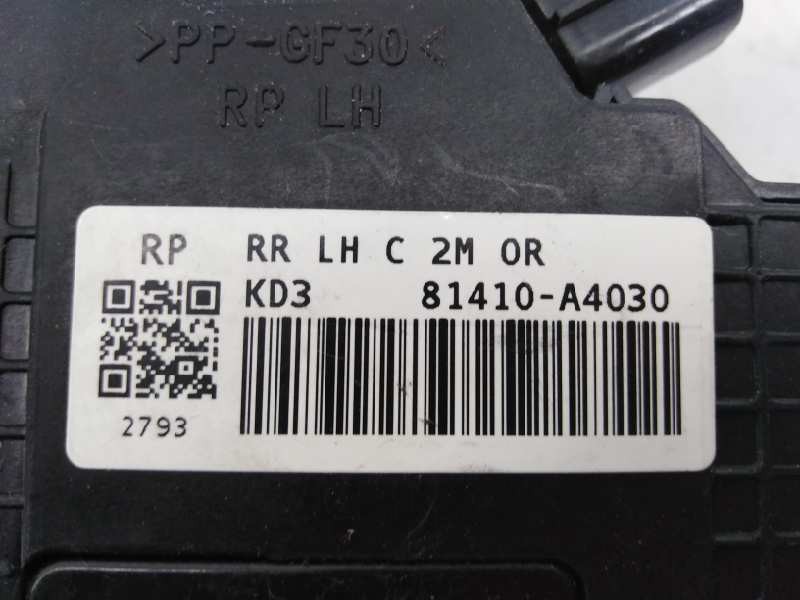 >PP-GF30<
RP LH
RP RR LH C 2M OR
KD3 81410-A4030
2793